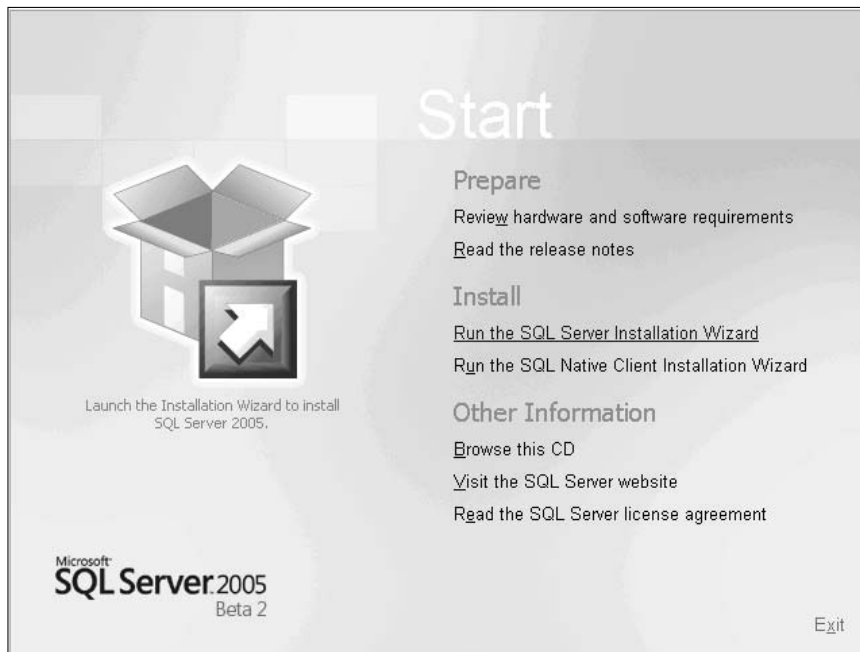 Start
Prepare
Review hardware and software requirements
Read the release notes
Install
Run the SQL Server Installation Wizard
Run the SQL Native Client Installation Wizard
Launch the Installation Wizard to install
SQL Server 2005.
Other Information
Browse this CD
Visit the SQL Server website
Read the SQL Server license agreement
Microsoft
SQL Server 2005
Beta 2
Exit